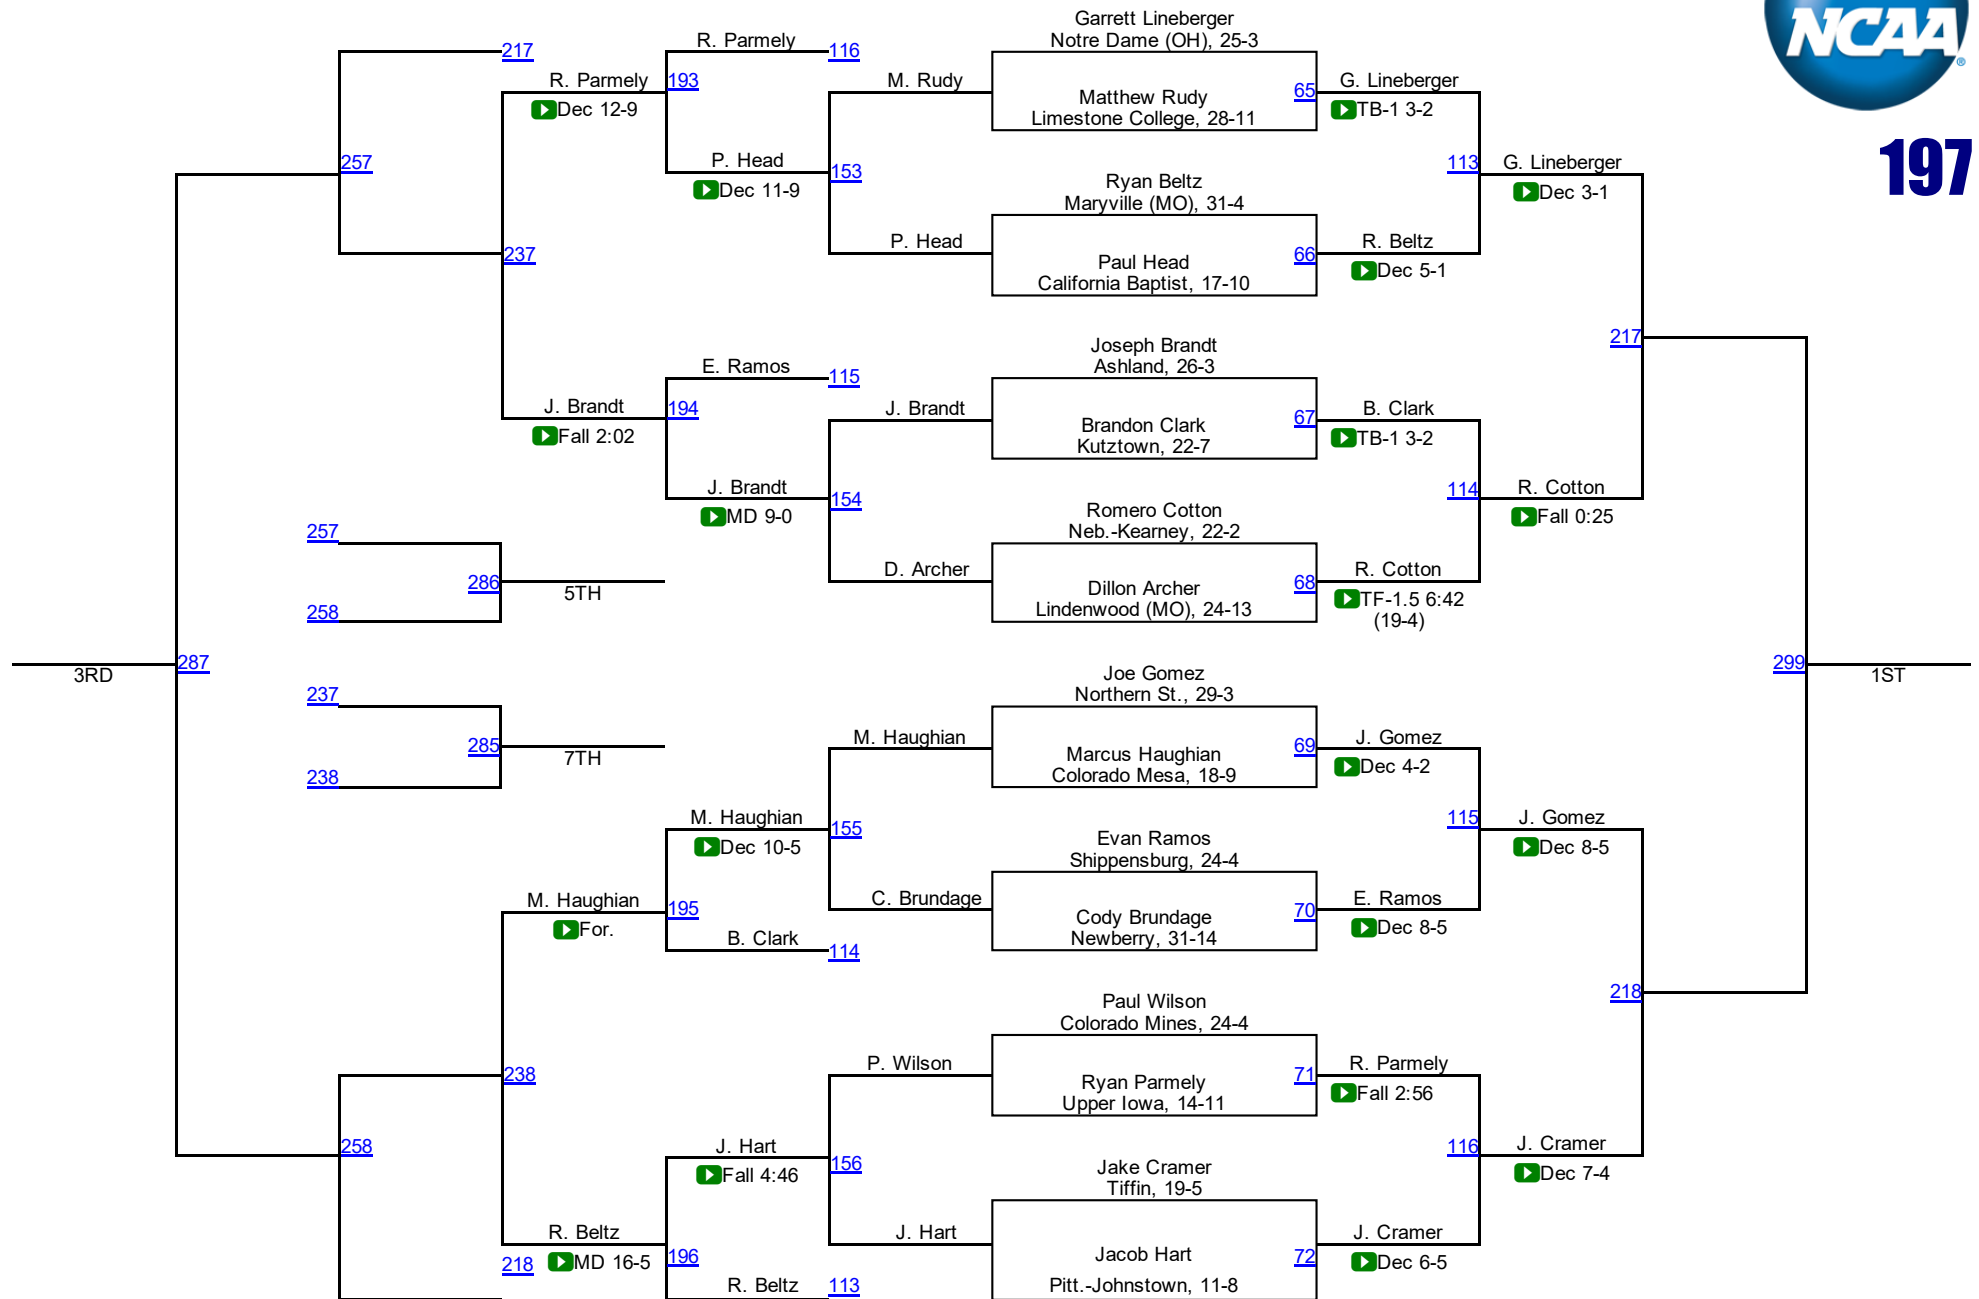 NCAA
®
197
217
R. Parmely
Dec 12-9
R. Parmely
116
193
P. Head
Dec 11-9
M. Rudy
153
P. Head
Garrett Lineberger
Notre Dame (OH), 25-3
Matthew Rudy
Limestone College, 28-11
65
G. Lineberger
TB-1 3-2
113
G. Lineberger
Dec 3-1
Ryan Beltz
Maryville (MO), 31-4
Paul Head
California Baptist, 17-10
66
R. Beltz
Dec 5-1
257
237
217
Joseph Brandt
Ashland, 26-3
Brandon Clark
Kutztown, 22-7
67
B. Clark
TB-1 3-2
E. Ramos
115
J. Brandt
Fall 2:02
194
J. Brandt
J. Brandt
MD 9-0
154
D. Archer
Romero Cotton
Neb.-Kearney, 22-2
Dillon Archer
Lindenwood (MO), 24-13
68
R. Cotton
TF-1.5 6:42
(19-4)
114
R. Cotton
Fall 0:25
257
286
5TH
258
3RD
287
299
1ST
237
285
7TH
238
Joe Gomez
Northern St., 29-3
Marcus Haughian
Colorado Mesa, 18-9
69
J. Gomez
Dec 4-2
M. Haughian
M. Haughian
Dec 10-5
155
115
J. Gomez
Dec 8-5
Evan Ramos
Shippensburg, 24-4
Cody Brundage
Newberry, 31-14
70
E. Ramos
Dec 8-5
C. Brundage
M. Haughian
For.
195
B. Clark
114
218
Paul Wilson
Colorado Mines, 24-4
Ryan Parmely
Upper Iowa, 14-11
71
R. Parmely
Fall 2:56
P. Wilson
238
258
J. Hart
Fall 4:46
156
116
J. Cramer
Dec 7-4
Jake Cramer
Tiffin, 19-5
Jacob Hart
Pitt.-Johnstown, 11-8
72
J. Cramer
Dec 6-5
J. Hart
R. Beltz
MD 16-5
218
196
R. Beltz
113